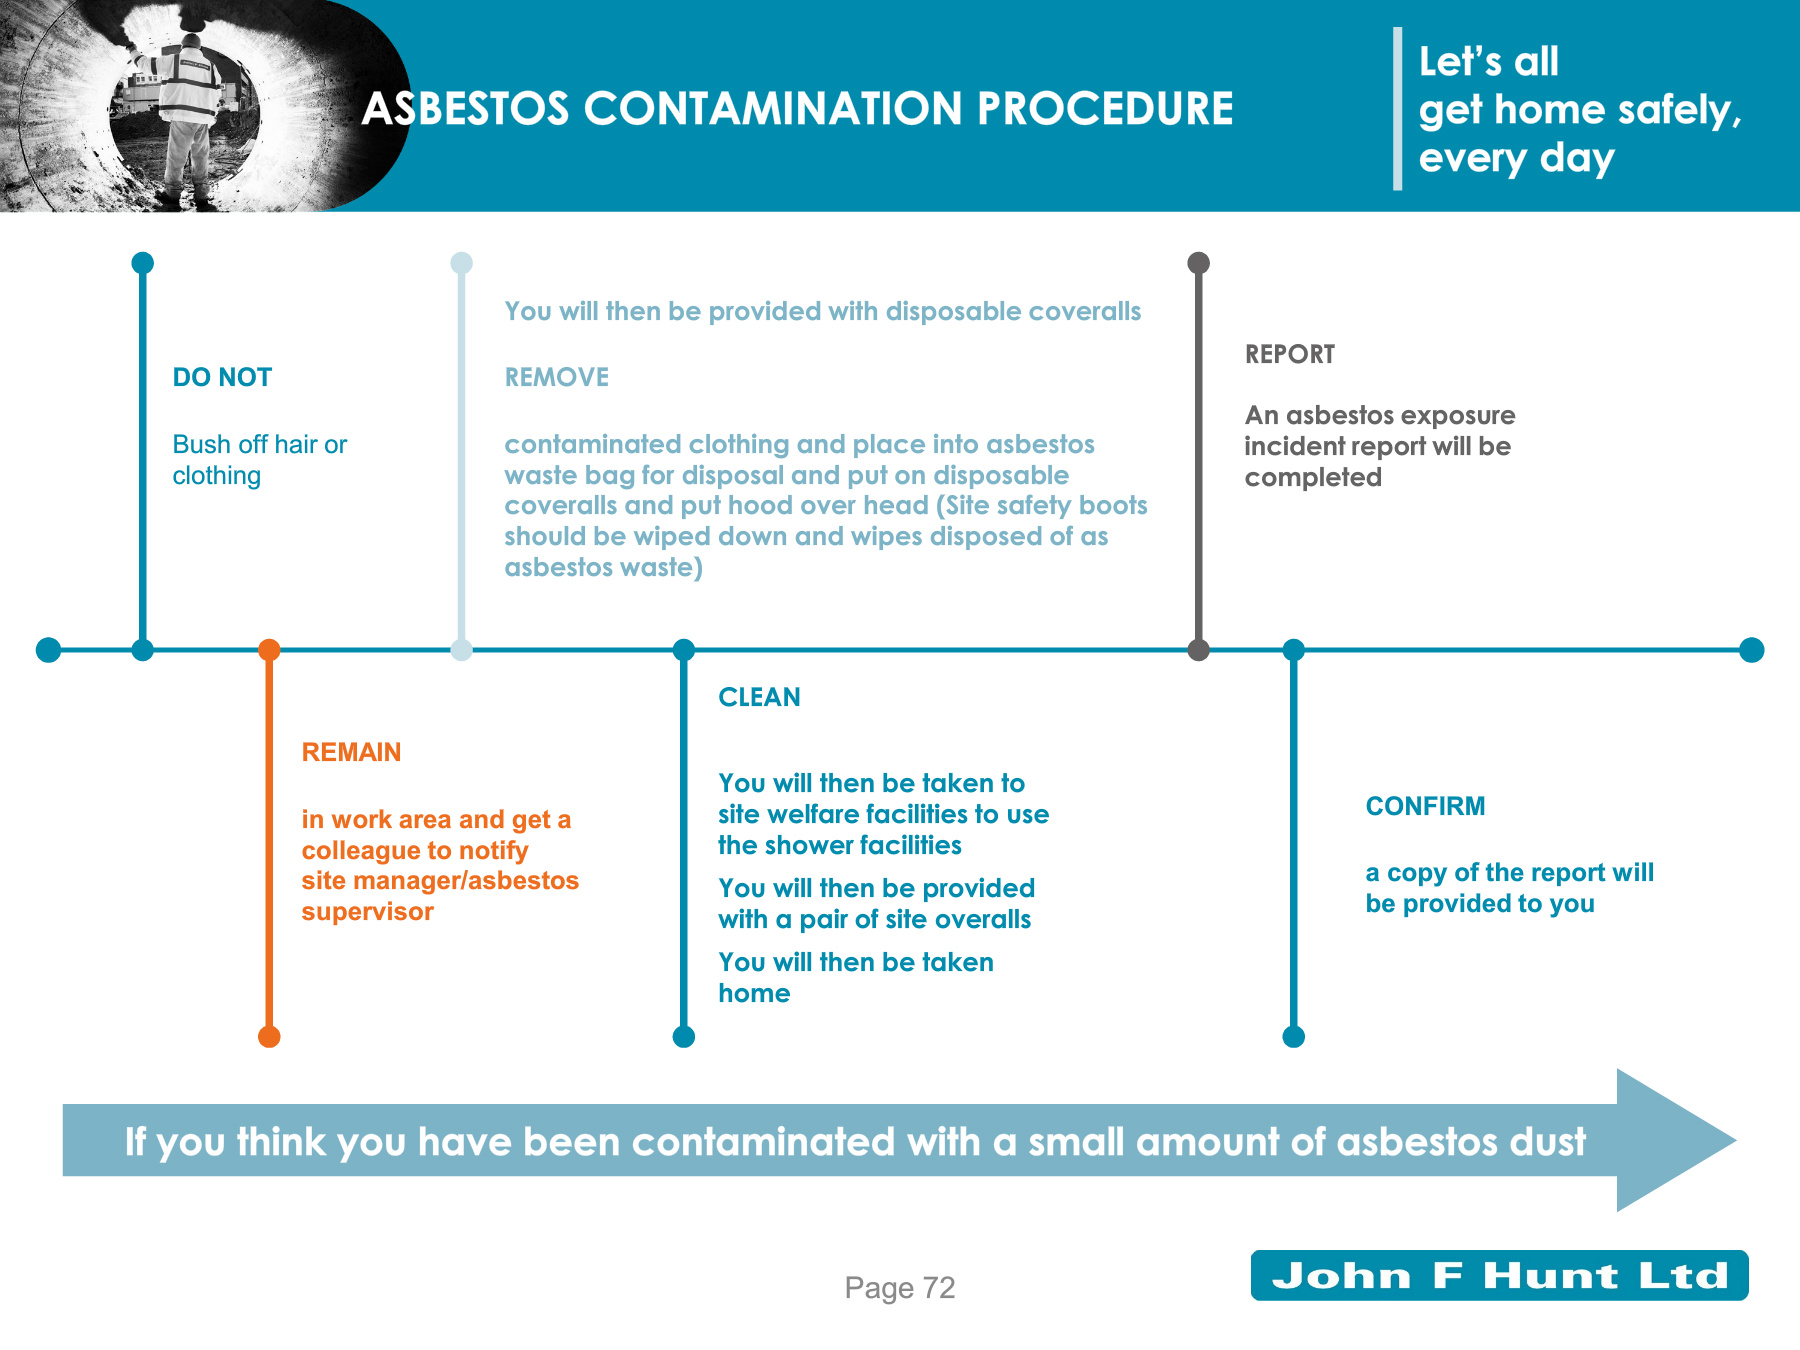 ASBESTOS CONTAMINATION PROCEDURE
Let's all
get home safely,
every day
DO NOT
Bush off hair or
clothing
You will then be provided with disposable coveralls
REMOVE
contaminated clothing and place into asbestos
waste bag for disposal and put on disposable
coveralls and put hood over head (Site safety boots
should be wiped down and wipes disposed of as
asbestos waste)
REPORT
An asbestos exposure
incident report will be
completed
REMAIN
in work area and get a
colleague to notify
site manager/asbestos
supervisor
CLEAN
You will then be taken to
site welfare facilities to use
the shower facilities
You will then be provided
with a pair of site overalls
You will then be taken
home
CONFIRM
a copy of the report will
be provided to you
If you think you have been contaminated with a small amount of asbestos dust
Page 72
John F Hunt Ltd